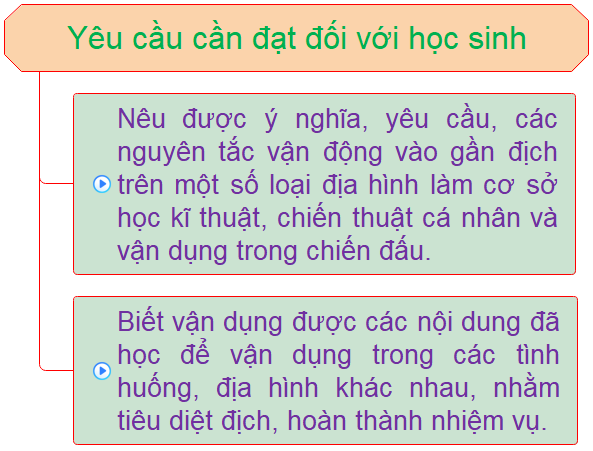 Yêu cầu cần đạt đối với học sinh
Nêu được ý nghĩa, yêu cầu, các
nguyên tắc vận động vào gần địch
trên một số loại địa hình làm cơ sở
học kĩ thuật, chiến thuật cá nhân và
vận dụng trong chiến đấu.
Biết vận dụng được các nội dung đã
học để vận dụng trong các tình
huống, địa hình khác nhau, nhằm
tiêu diệt địch, hoàn thành nhiệm vụ.